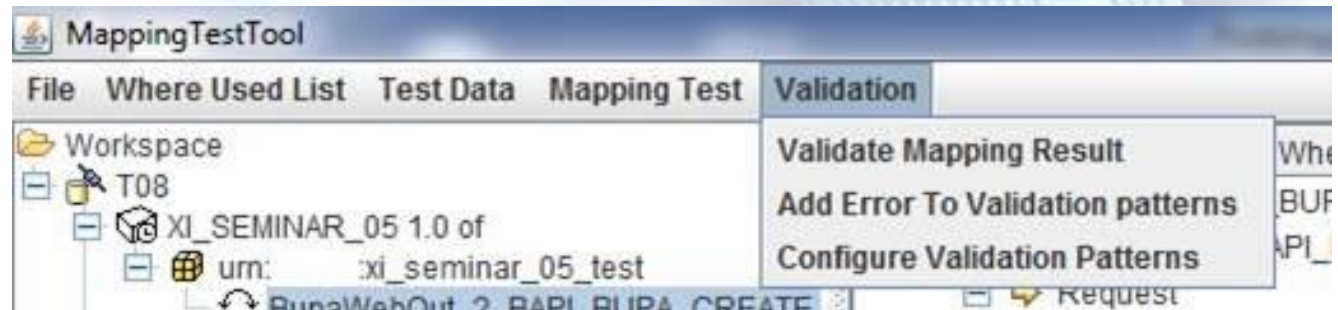 MappingTestTool
File Where Used List Test Data Mapping Test Validation
Workspace
T08
XI_SEMINAR_05 1.0 of
urn: :xi_seminar_05_test
BupaWebOut_2_BAPI_BUPA_CREATE
Validate Mapping Result
Add Error To Validation patterns
Configure Validation Patterns
Request